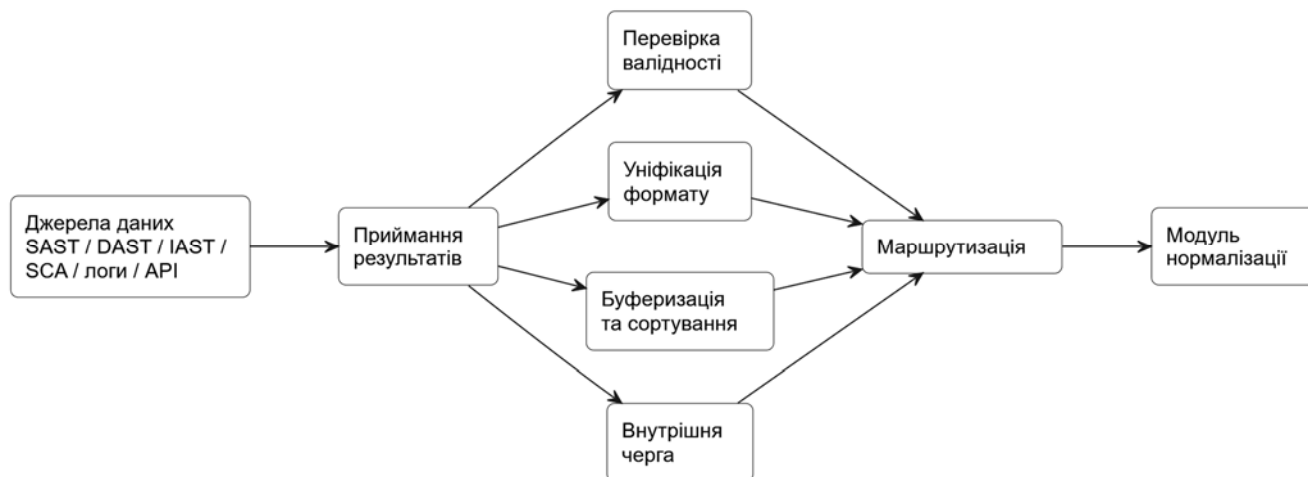 Перевірка
валідності
Уніфікація
формату
Джерела даних
SAST / DAST / IAST /
SCA / логи / API
Приймання
результатів
Маршрутизація
Модуль
нормалізації
Буферизація
та сортування
Внутрішня
черга